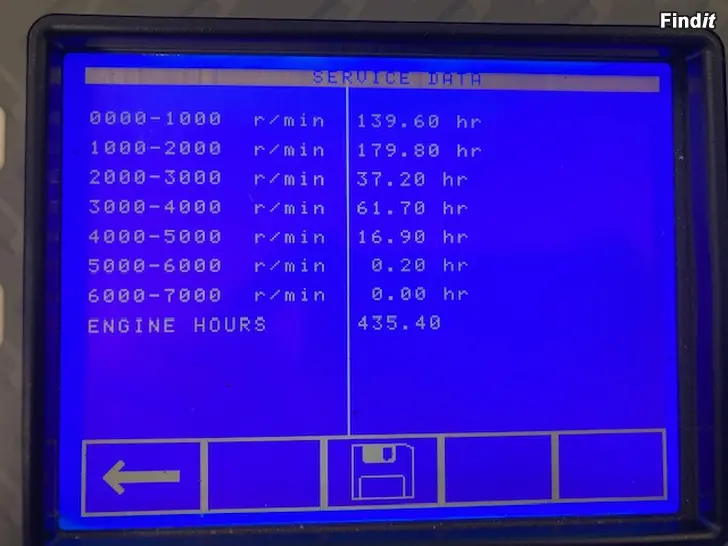 Findit
SERVICE DATA
0000-1000 r/min 139.60 hr
1000-2000 r/min 179.80 hr
2000-3000 r/min 37.20 hr
3000-4000 r/min 61.70 hr
4000-5000 r/min 16.90 hr
5000-6000 r/min 0.20 hr
6000-7000 r/min 0.00 hr
ENGINE HOURS 435.40